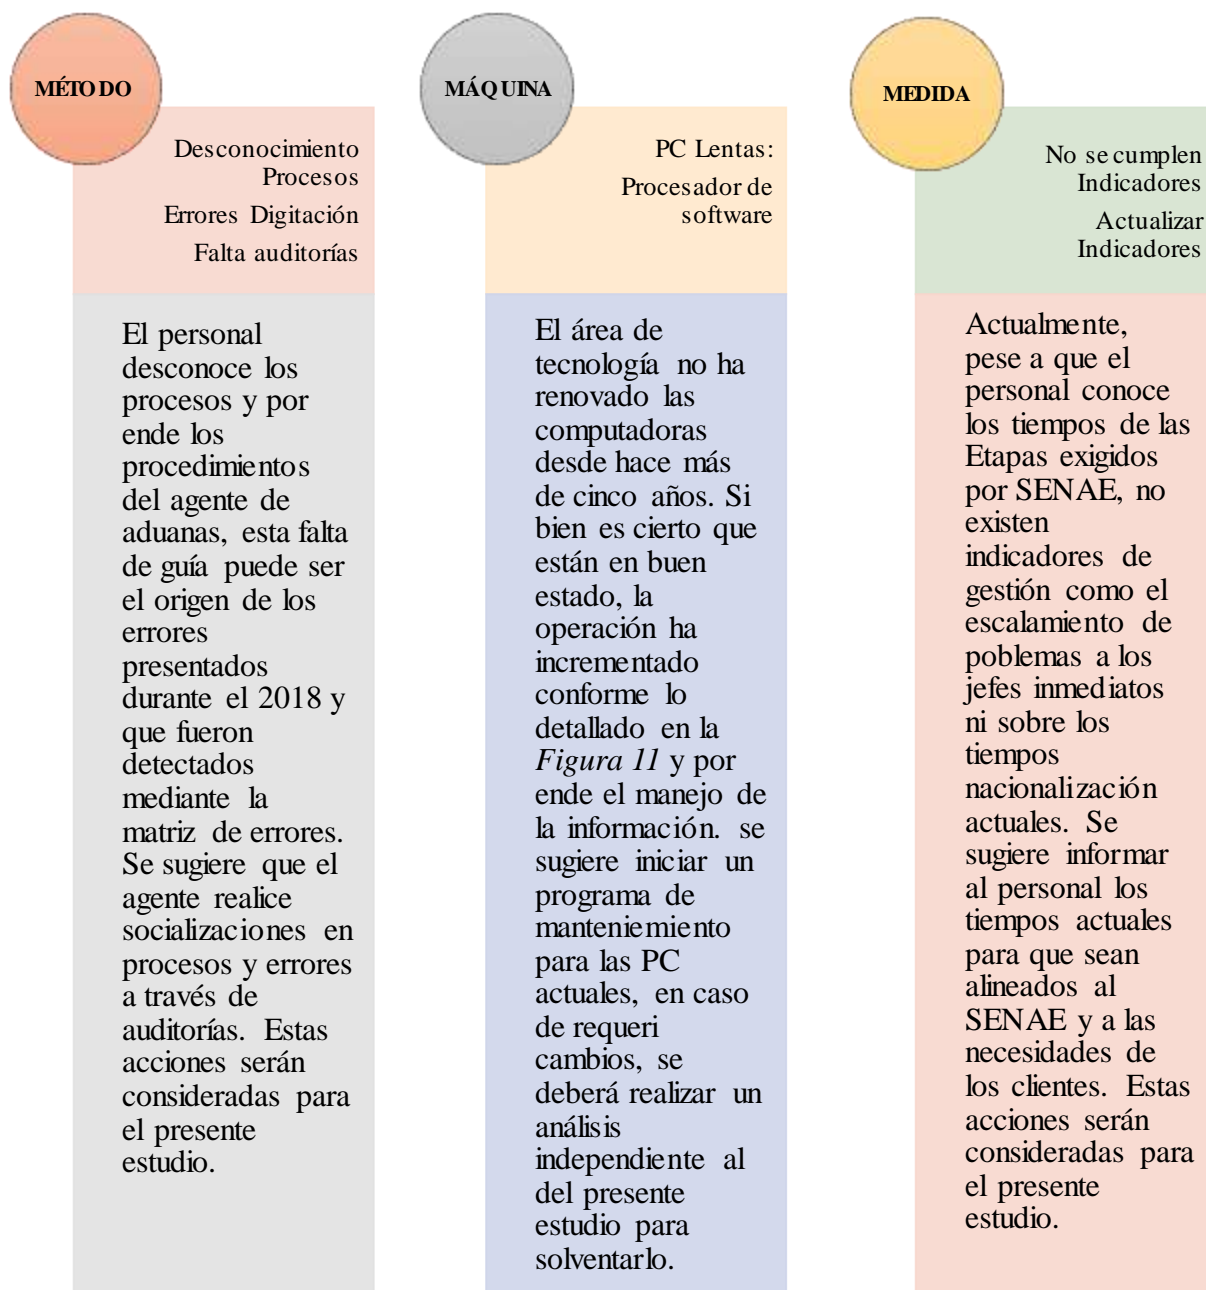 MÉTODO
Desconocimiento
Procesos
Errores Digitación
Falta auditorías
El personal
desconoce los
procesos y por
ende los
procedimientos
del agente de
aduanas, esta falta
de guía puede ser
el origen de los
errores
presentados
durante el 2018 y
que fueron
detectados
mediante la
matriz de errores.
Se sugiere que el
agente realice
socializaciones en
procesos y errores
a través de
auditorías. Estas
acciones serán
consideradas para
el presente
estudio.
MÁQUINA
PC Lentas:
Procesador de
software
El área de
tecnología no ha
renovado las
computadoras
desde hace más
de cinco años. Si
bien es cierto que
están en buen
estado, la
operación ha
incrementado
conforme lo
detallado en la
Figura 11 y por
ende el manejo de
la información. se
sugiere iniciar un
programa de
manteniemiento
para las PC
actuales, en caso
de requeri
cambios, se
deberá realizar un
análisis
independiente al
del presente
estudio para
solventarlo.
MEDIDA
No se cumplen
Indicadores
Actualizar
Indicadores
Actualmente,
pese a que el
personal conoce
los tiempos de las
Etapas exigidos
por SENAE, no
existen
indicadores de
gestión como el
escalamiento de
poblemas a los
jefes inmediatos
ni sobre los
tiempos
nacionalización
actuales. Se
sugiere informar
al personal los
tiempos actuales
para que sean
alineados al
SENAE y a las
necesidades de
los clientes. Estas
acciones serán
consideradas para
el presente
estudio.